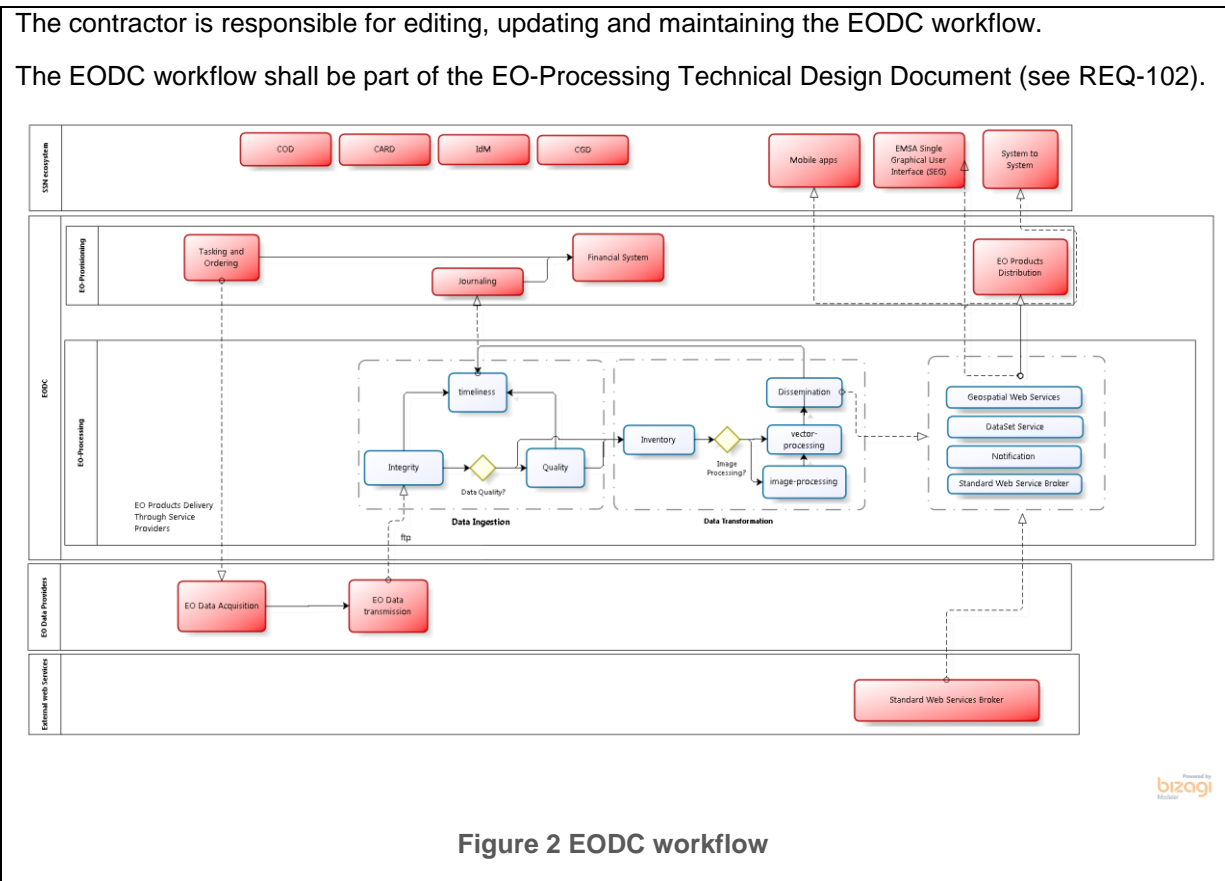 The contractor is responsible for editing, updating and maintaining the EODC workflow.
The EODC workflow shall be part of the EO-Processing Technical Design Document (see REQ-102).
SSN ecosystem
COD
CARD
IdM
CGD
Mobile apps
EMSA Single
Graphical User
Interface (SEG)
System to
System
EODC
EO-Provisioning
Tasking and
Ordering
Journaling
Financial System
EO Products
Distribution
EO-Processing
timeliness
Integrity
Data Quality?
Quality
Data Ingestion
Inventory
Image
Processing?
Dissemination
vector-
processing
image-processing
Data Transformation
Geospatial Web Services
DataSet Service
Notification
Standard Web Service Broker
EO Products Delivery
Through Service
Providers
ftp
EO Data Providers
EO Data Acquisition
EO Data
transmission
External web Services
Standard Web Services Broker
Powered by
bizagi
Modeler
Figure 2 EODC workflow